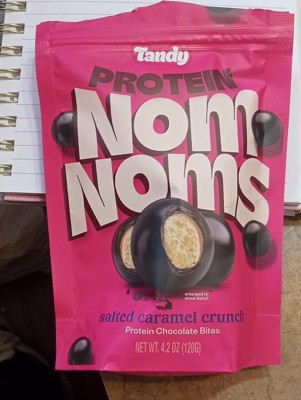 Tandy
PROTEIN
NOM
NOMS
enlarged to
show detail
salted caramel crunch
Protein Chocolate Bites
NET WT. 4.2 OZ (120G)